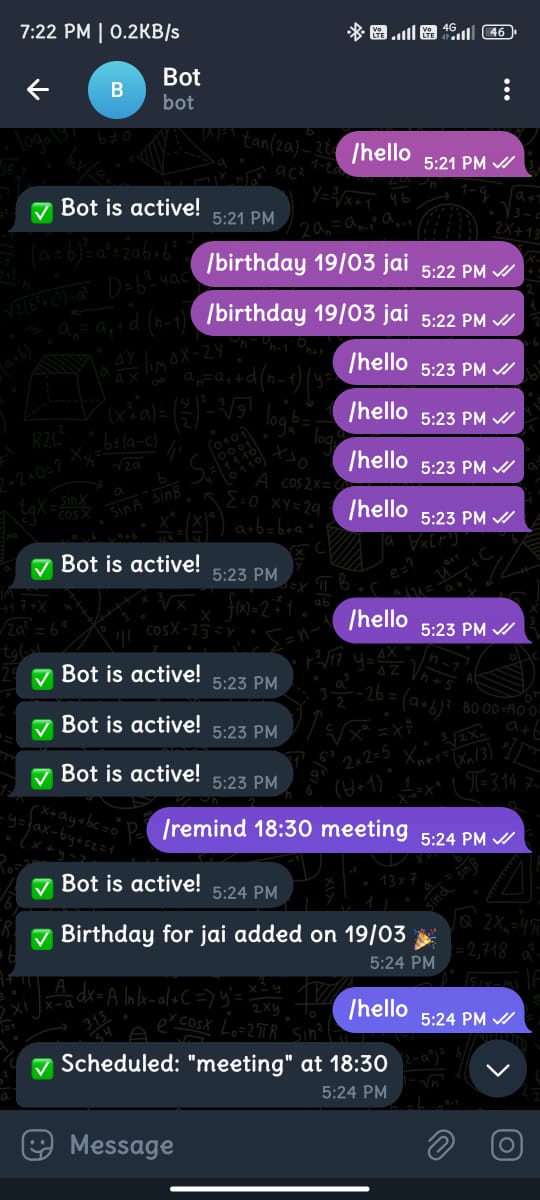 7:22 PM | 0.2KB/s
4G
46
B
Bot
bot
/hello 5:21 PM
✅ Bot is active! 5:21 PM
/birthday 19/03 jai 5:22 PM
/birthday 19/03 jai 5:22 PM
/hello 5:23 PM
/hello 5:23 PM
/hello 5:23 PM
/hello 5:23 PM
✅ Bot is active! 5:23 PM
/hello 5:23 PM
✅ Bot is active! 5:23 PM
✅ Bot is active! 5:23 PM
✅ Bot is active! 5:23 PM
/remind 18:30 meeting 5:24 PM
✅ Bot is active! 5:24 PM
✅ Birthday for jai added on 19/03 🎉
5:24 PM
/hello 5:24 PM
✅ Scheduled: "meeting" at 18:30
5:24 PM
Message